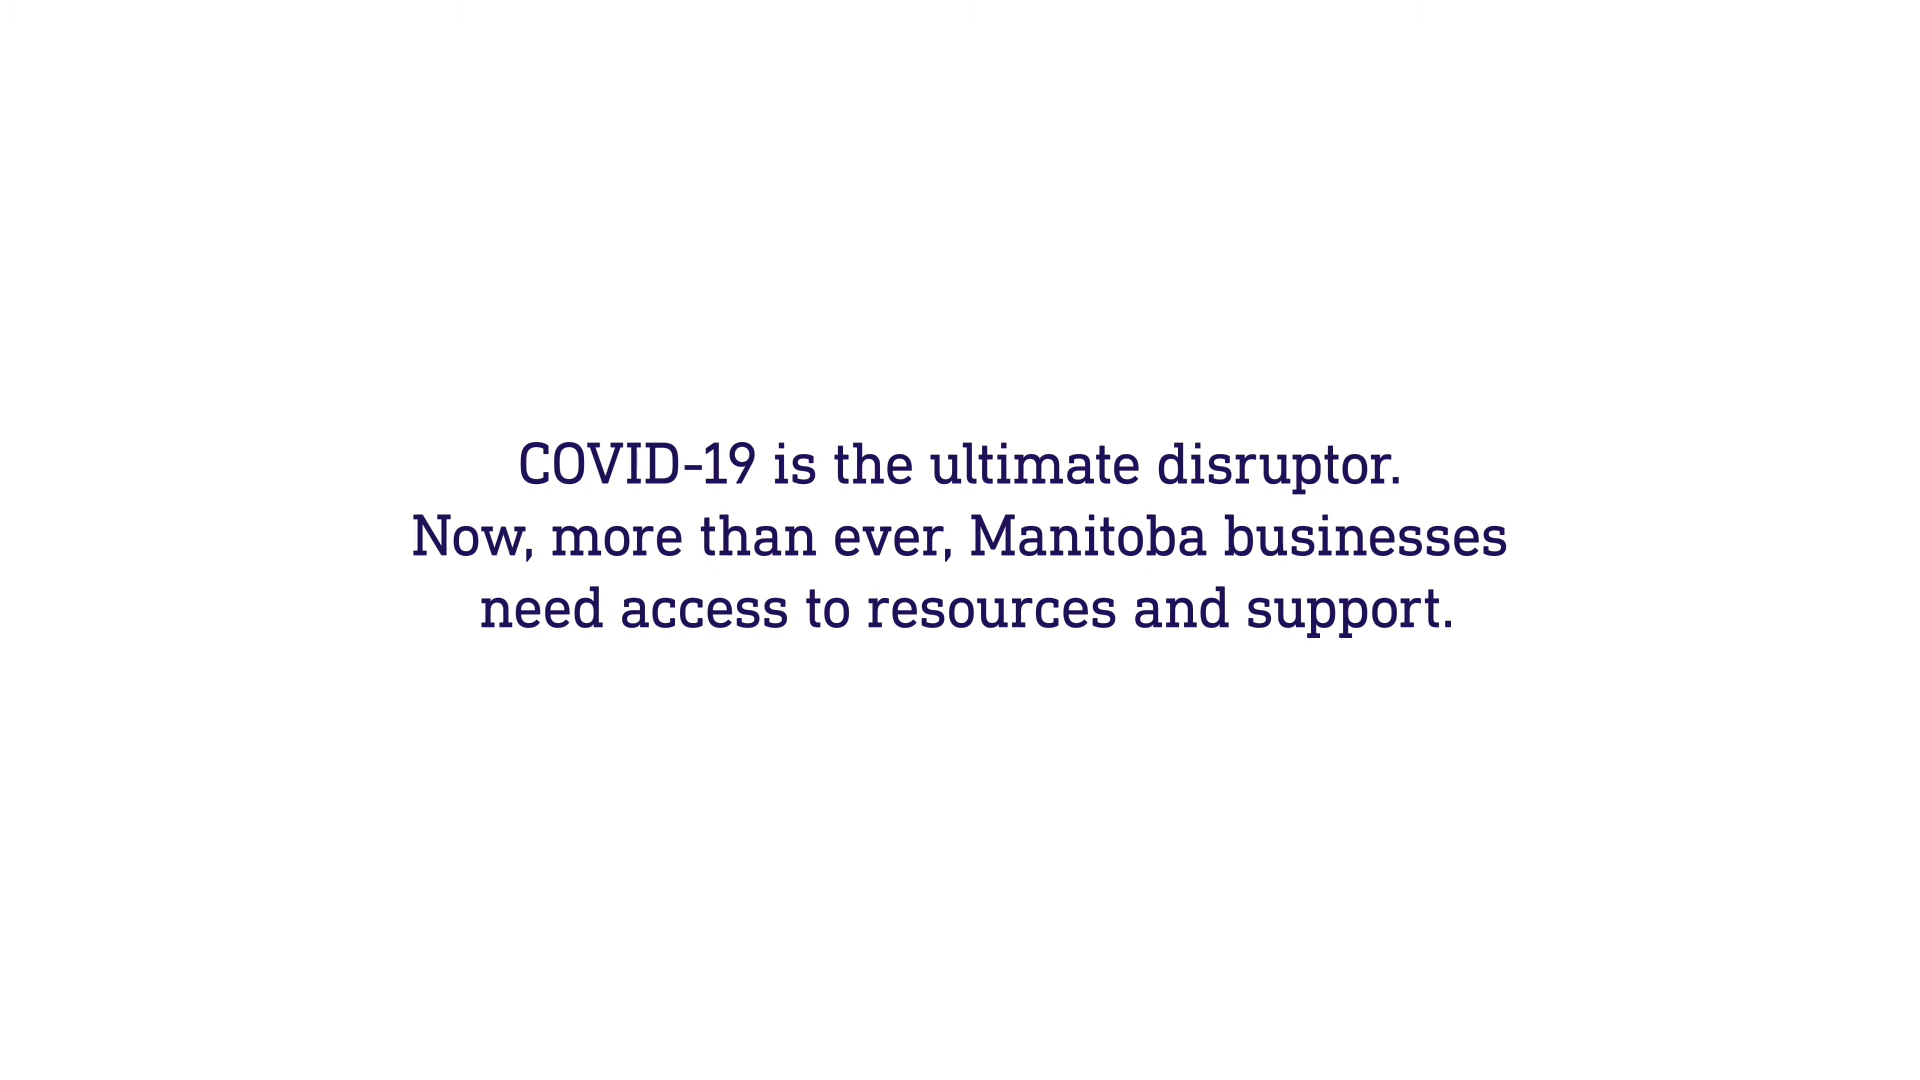 COVID-19 is the ultimate disruptor.
Now, more than ever, Manitoba businesses
need access to resources and support.